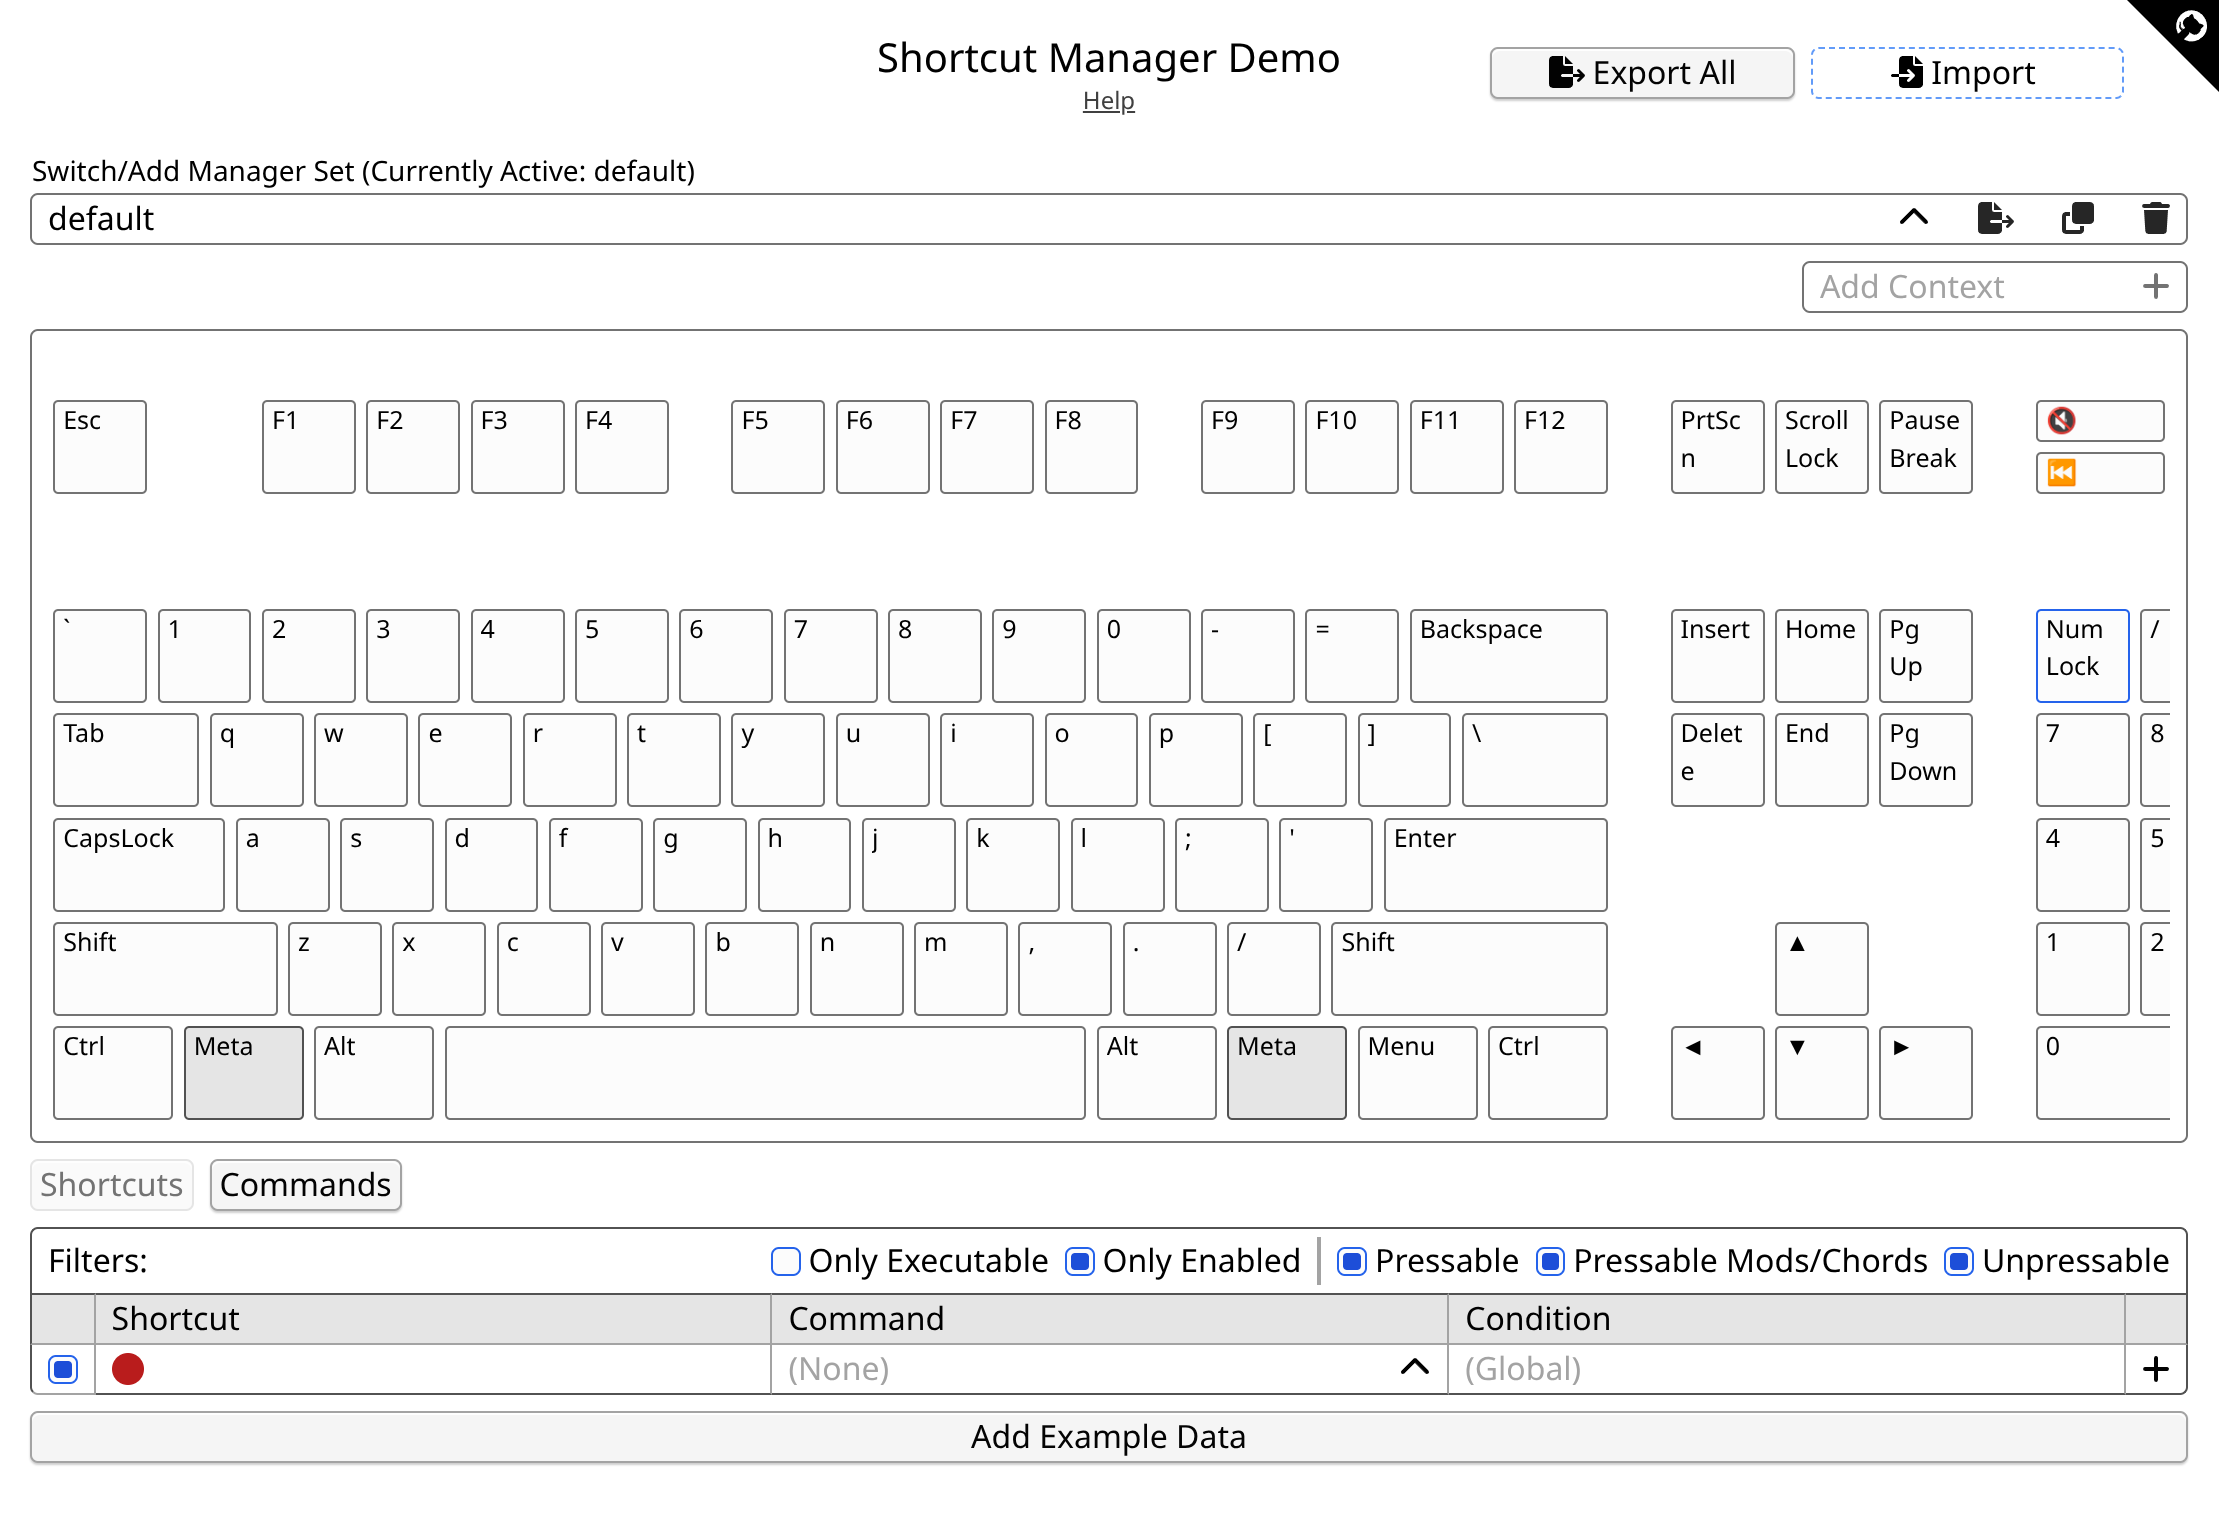 Shortcut Manager Demo
Help
Export All
Import
Switch/Add Manager Set (Currently Active: default)
default
Add Context +
Esc F1 F2 F3 F4 F5 F6 F7 F8 F9 F10 F11 F12 PrtSc Scroll Pause 🔇
n Lock Break ⏮
` 1 2 3 4 5 6 7 8 9 0 - = Backspace Insert Home Pg Num /
Up Lock
Tab q w e r t y u i o p [ ] \ Delet End Pg 7 8
e Down
CapsLock a s d f g h j k l ; ' Enter 4 5
Shift z x c v b n m , . / Shift ▲ 1 2
Ctrl Meta Alt Alt Meta Menu Ctrl ◄ ▼ ► 0
Shortcuts Commands
Filters: Only Executable Only Enabled Pressable Pressable Mods/Chords Unpressable
Shortcut Command Condition
(None) (Global) +
Add Example Data